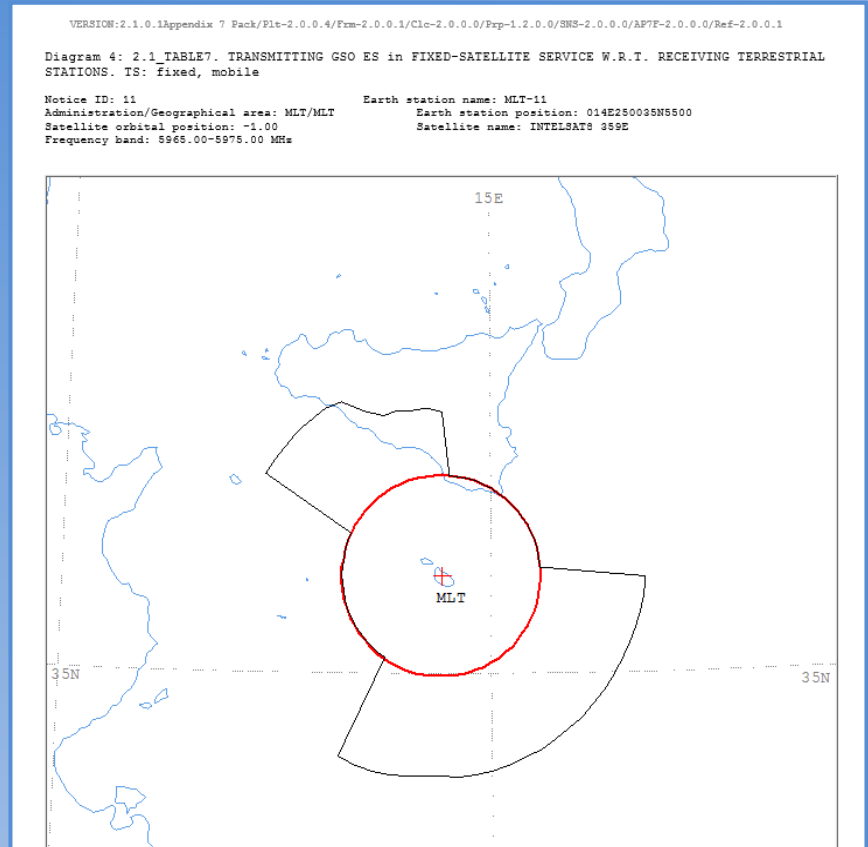 VERSION:2.1.0.1Appendix 7 Pack/Plt-2.0.0.4/Frm-2.0.0.1/Clc-2.0.0.0/Prp-1.2.0.0/SNS-2.0.0.0/AP7F-2.0.0.0/Ref-2.0.0.1
Diagram 4: 2.1_TABLE7. TRANSMITTING GSO ES in FIXED-SATELLITE SERVICE W.R.T. RECEIVING TERRESTRIAL
STATIONS. TS: fixed, mobile
Notice ID: 11 Earth station name: MLT-11
Administration/Geographical area: MLT/MLT Earth station position: 014E250035N5500
Satellite orbital position: -1.00 Satellite name: INTELSAT8 359E
Frequency band: 5965.00-5975.00 MHz
15E
MLT
35N
35N